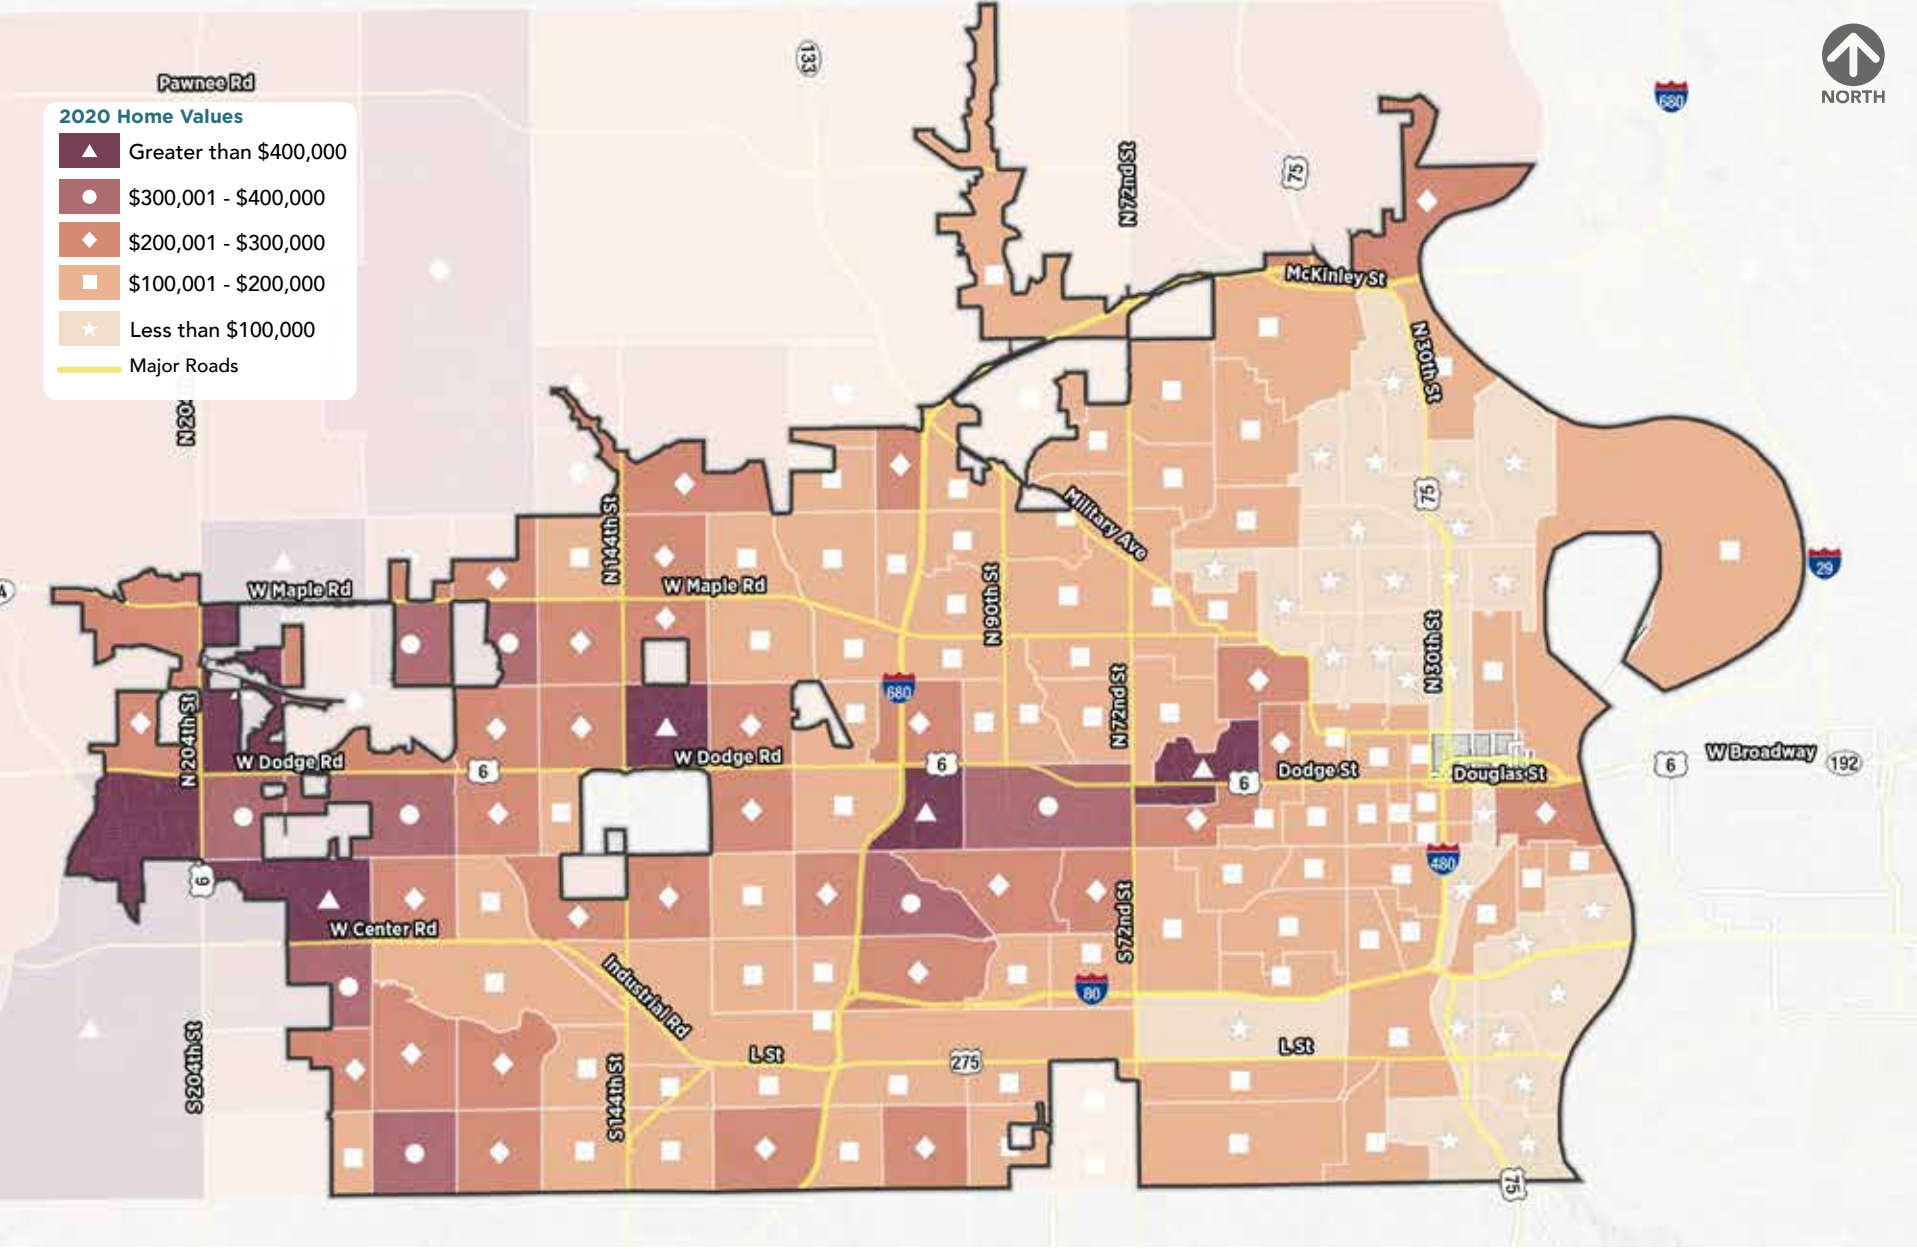 133
680
NORTH
Pawnee Rd
2020 Home Values
Greater than $400,000
$300,001 - $400,000
$200,001 - $300,000
$100,001 - $200,000
Less than $100,000
Major Roads
N 72nd St
75
McKinley St
N 30th St
N 20
75
Military Ave
N 144th St
29
4
W Maple Rd
W Maple Rd
N 90th St
N 30th St
680
N 72nd St
N 204th St
W Dodge Rd
6
W Dodge Rd
6
6
Dodge St
Douglas St
6
W Broadway
192
480
6
S 72nd St
W Center Rd
Industrial Rd
80
S 204th St
L St
275
L St
S 144th St
75